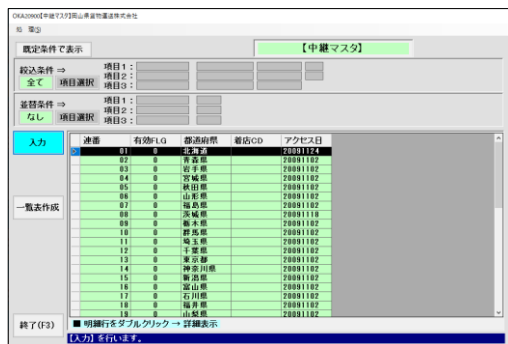 OKA20900【中継マスタ】岡山県貨物運送株式会社
処 理(S)
既定条件で表示
【中継マスタ】
絞込条件 ⇒
全て 項目選択
項目1:
項目2:
項目3:
並替条件 ⇒
なし 項目選択
項目1:
項目2:
項目3:
入力
一覧表作成
終了(F3)
連番 有効FLG 都道府県 着店CD アクセス日
01 0 北海道 20091124
02 0 青森県 20091102
03 0 岩手県 20091102
04 0 宮城県 20091102
05 0 秋田県 20091102
06 0 山形県 20091102
07 0 福島県 20091102
08 0 茨城県 20091118
09 0 栃木県 20091102
10 0 群馬県 20091102
11 0 埼玉県 20091102
12 0 千葉県 20091102
13 0 東京都 20091102
14 0 神奈川県 20091102
15 0 新潟県 20091102
16 0 富山県 20091102
17 0 石川県 20091102
18 0 福井県 20091102
19 0 山梨県 20091102
■ 明細行をダブルクリック → 詳細表示
【入力】を行います。